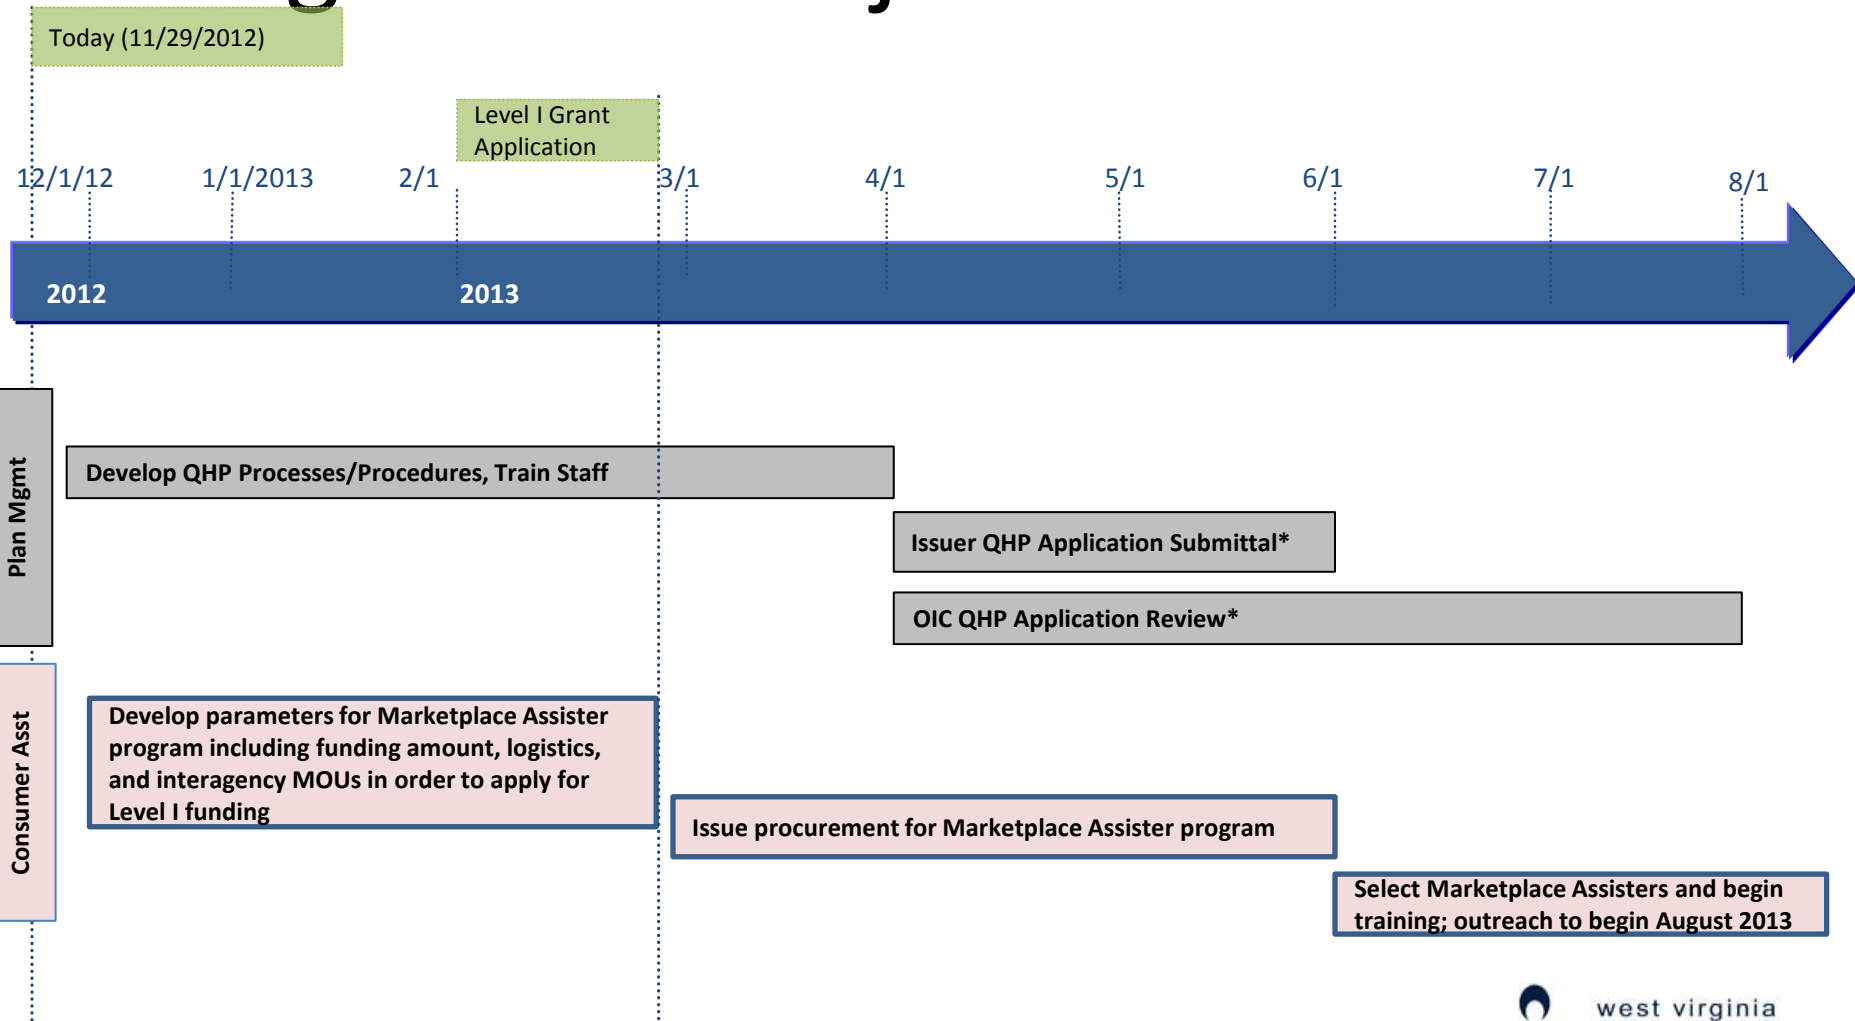 Today (11/29/2012)
Level I Grant
Application
12/1/12 1/1/2013 2/1 3/1 4/1 5/1 6/1 7/1 8/1
2012 2013
Plan Mgmt
Develop QHP Processes/Procedures, Train Staff
Issuer QHP Application Submittal*
OIC QHP Application Review*
Consumer Asst
Develop parameters for Marketplace Assister
program including funding amount, logistics,
and interagency MOUs in order to apply for
Level I funding
Issue procurement for Marketplace Assister program
Select Marketplace Assisters and begin
training; outreach to begin August 2013
west virginia